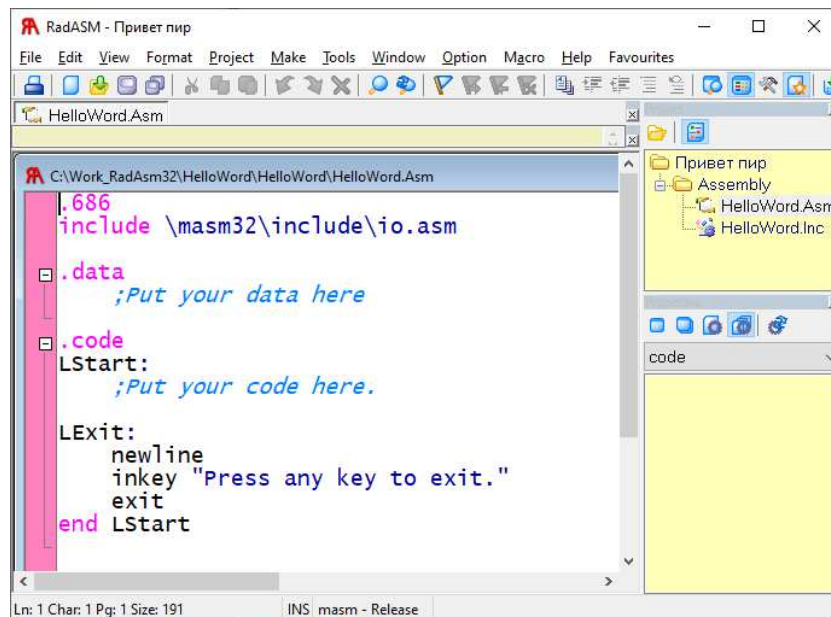 RadASM - Привет пир
File Edit View Format Project Make Tools Window Option Macro Help Favourites
HelloWord.Asm
C:\Work_RadAsm32\HelloWord\HelloWord\HelloWord.Asm
.686
include \masm32\include\io.asm
.data
;Put your data here
.code
LStart:
;Put your code here.
LExit:
newline
inkey "Press any key to exit."
exit
end LStart
Привет пир
Assembly
HelloWord.Asm
HelloWord.Inc
code
Ln: 1 Char: 1 Pg: 1 Size: 191 INS masm - Release